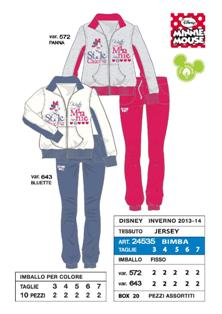 Disney
MINNIE
MOUSE
var. 572
PANNA
Style
Minnie
var. 643
BLUETTE
DISNEY INVERNO 2013-14
TESSUTO JERSEY
ART. 24535 BIMBA
TAGLIE 3 4 5 6 7
IMBALLO FISSO
var. 572 2 2 2 2 2
var. 643 2 2 2 2 2
BOX 20 PEZZI ASSORTITI
IMBALLO PER COLORE
TAGLIE 3 4 5 6 7
10 PEZZI 2 2 2 2 2